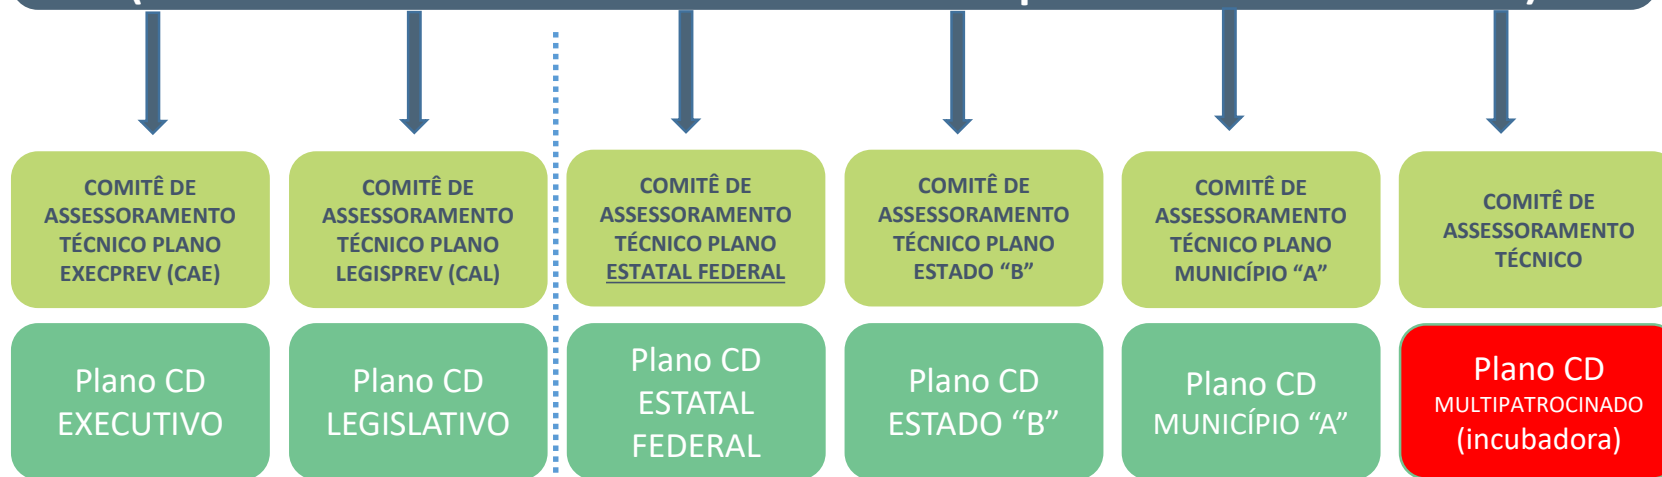 COMITÊ DE
ASSESSORAMENTO
TÉCNICO PLANO
EXECPREV (CAE)
COMITÊ DE
ASSESSORAMENTO
TÉCNICO PLANO
LEGISPREV (CAL)
COMITÊ DE
ASSESSORAMENTO
TÉCNICO PLANO
ESTATAL FEDERAL
COMITÊ DE
ASSESSORAMENTO
TÉCNICO PLANO
ESTADO “B”
COMITÊ DE
ASSESSORAMENTO
TÉCNICO PLANO
MUNICÍPIO “A”
COMITÊ DE
ASSESSORAMENTO
TÉCNICO
Plano CD
EXECUTIVO
Plano CD
LEGISLATIVO
Plano CD
ESTATAL
FEDERAL
Plano CD
ESTADO “B”
Plano CD
MUNICÍPIO “A”
Plano CD
MULTIPATROCINADO
(incubadora)